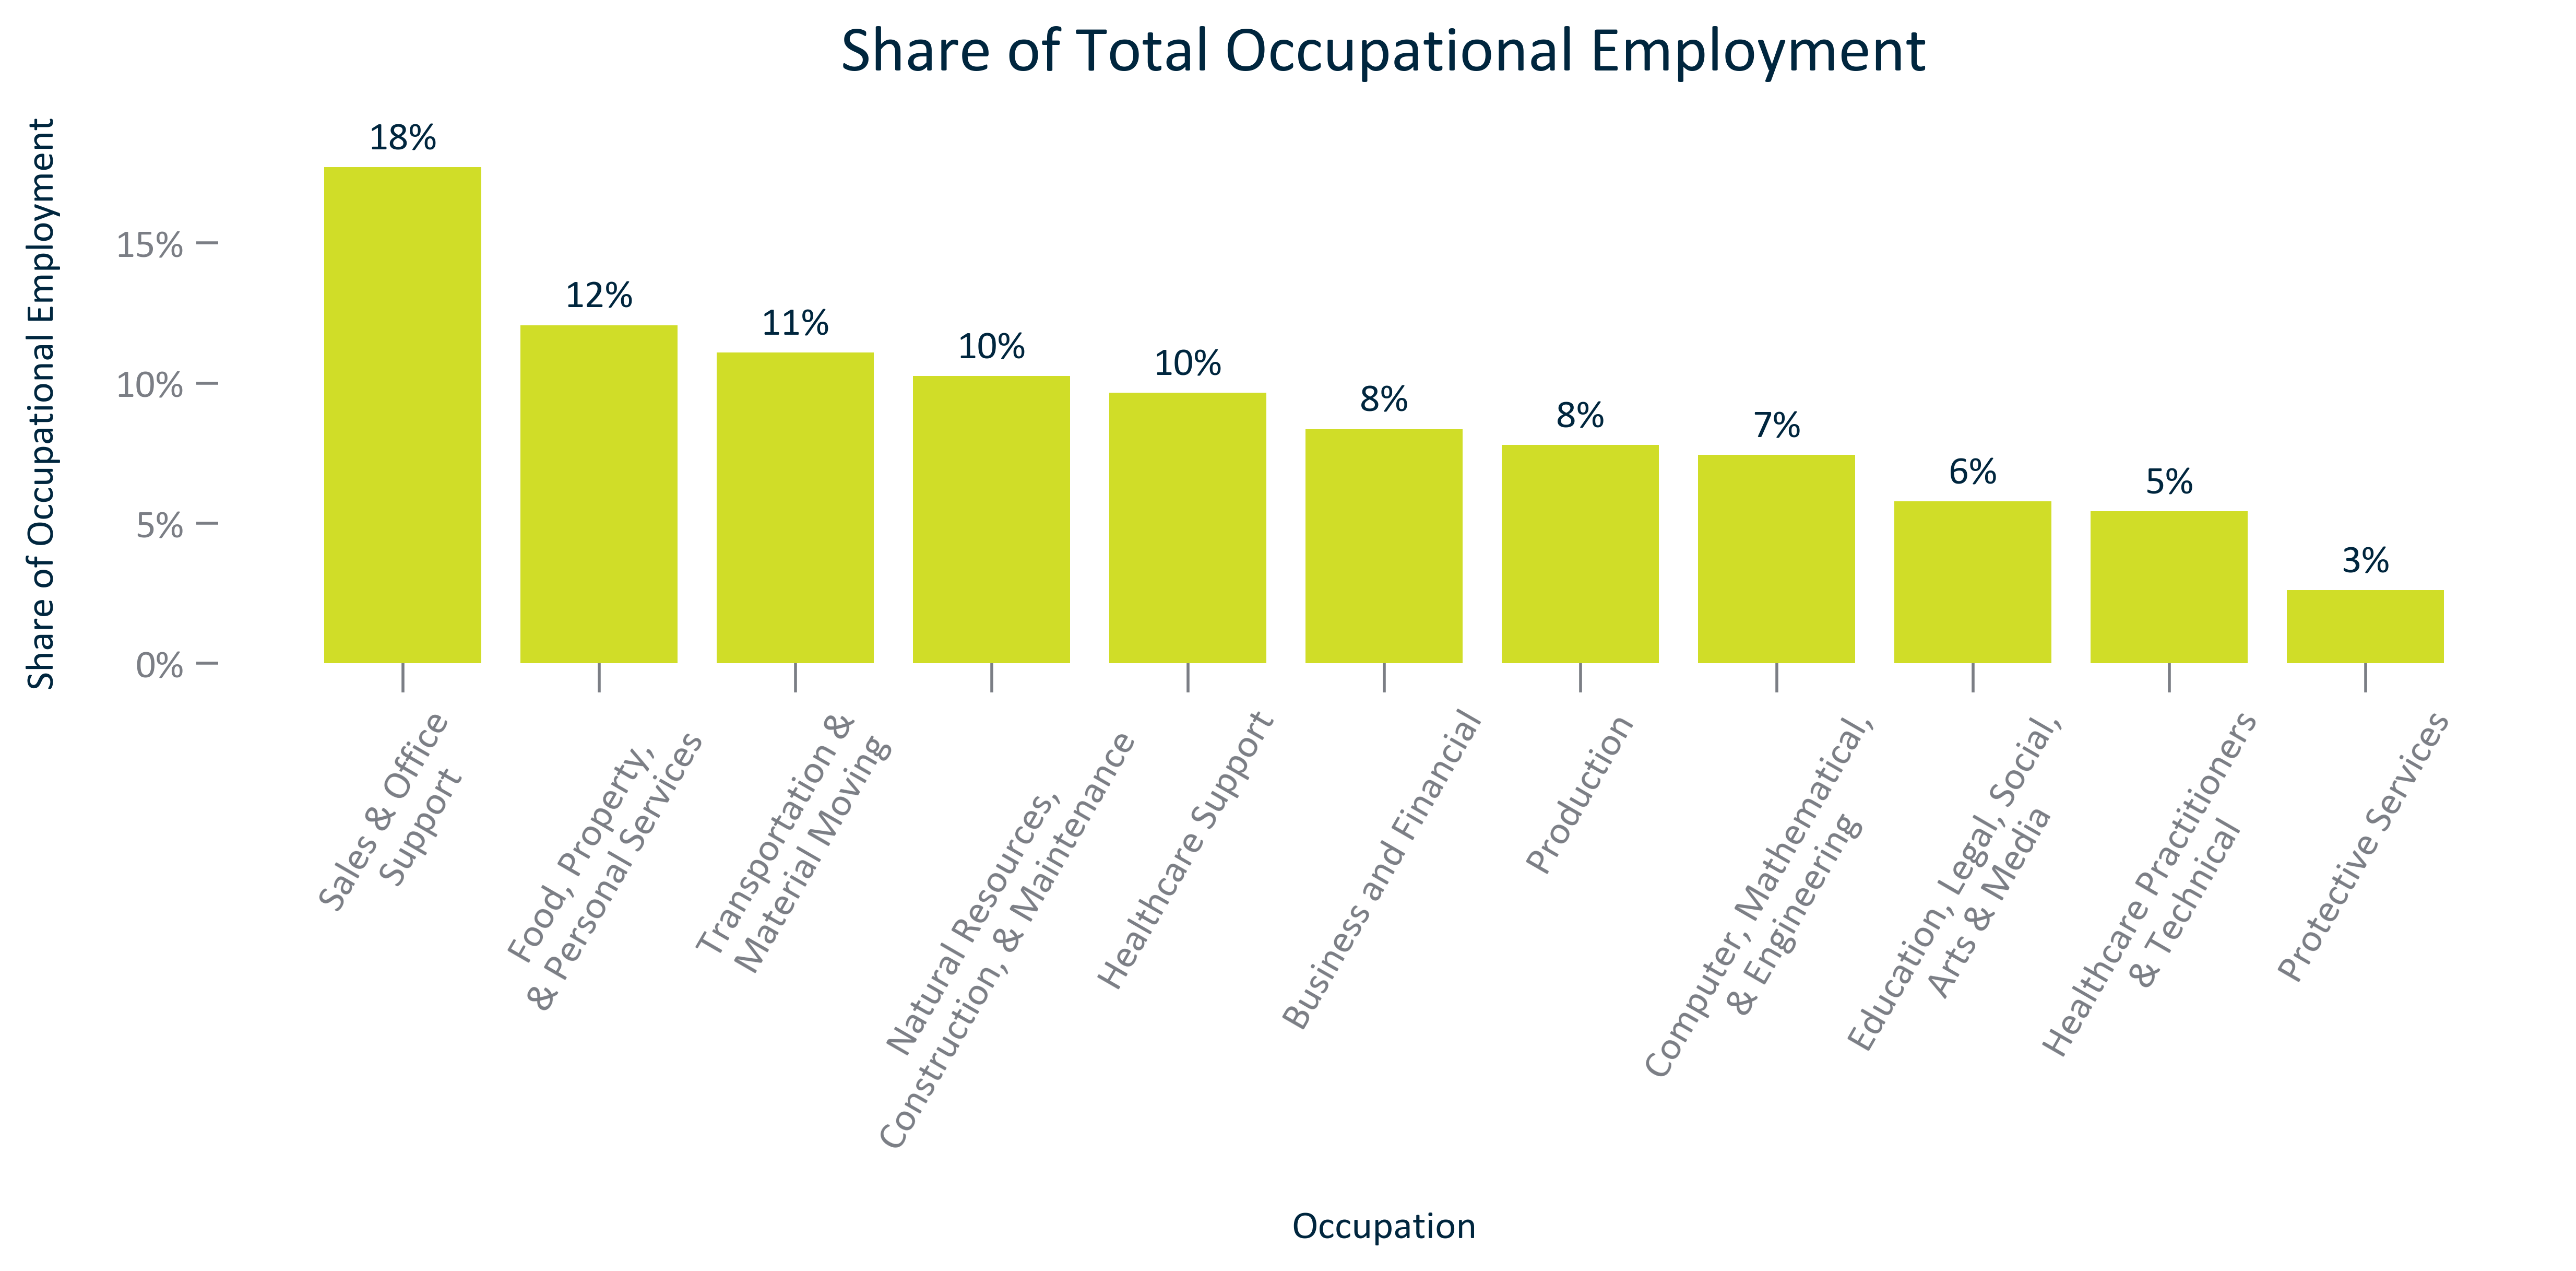 Share of Total Occupational Employment
Share of Occupational Employment
15%
10%
5%
0%
18%
12%
11%
10%
10%
8%
8%
7%
6%
5%
3%
Sales & Office
Support
Food, Property,
& Personal Services
Transportation &
Material Moving
Natural Resources,
Construction, & Maintenance
Healthcare Support
Business and Financial
Production
Computer, Mathematical,
& Engineering
Education, Legal, Social,
Arts & Media
Healthcare Practitioners
& Technical
Protective Services
Occupation